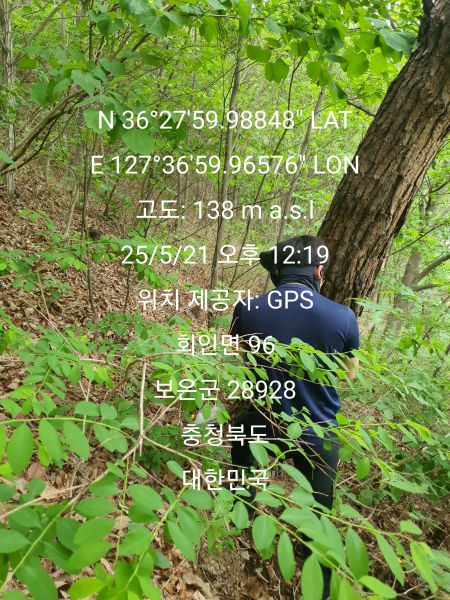 N 36°27'59.98848" LAT
E 127°36'59.96576" LON
고도: 138 m a.s.l
25/5/21 오후 12:19
위치 제공자: GPS
회인면 96
보은군 28928
충청북도
대한민국